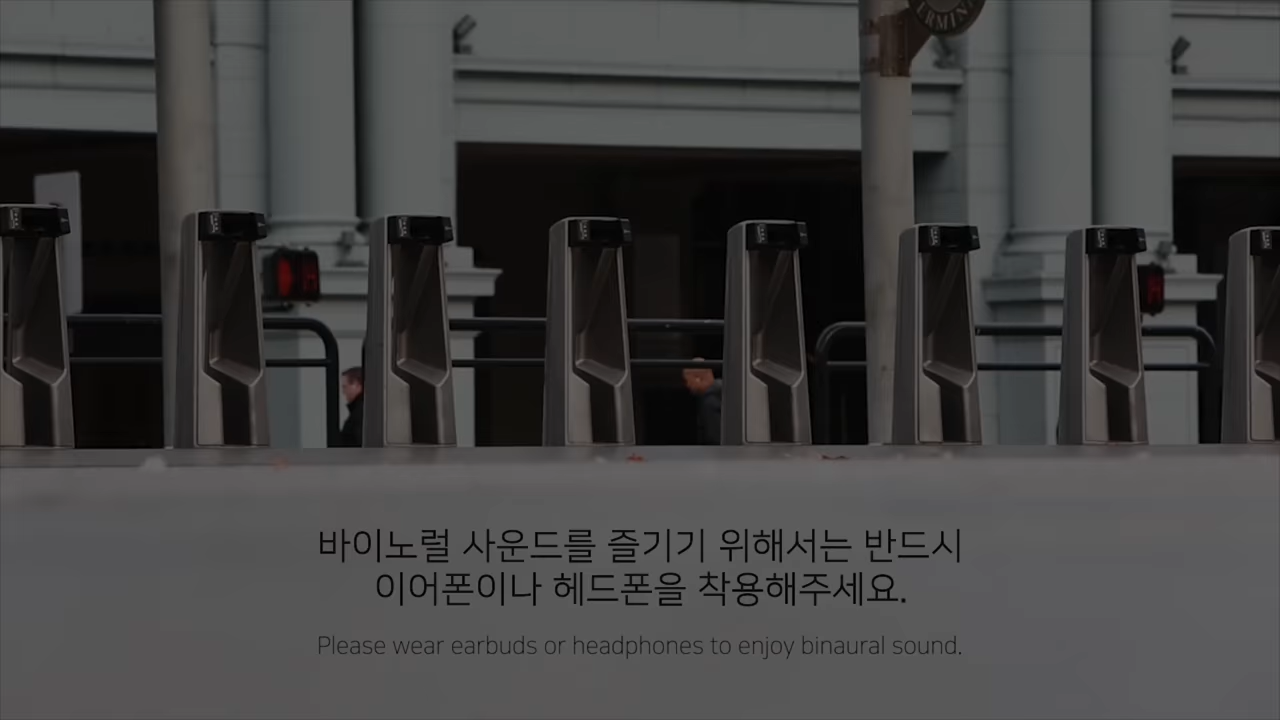 ERMIN
바이노럴 사운드를 즐기기 위해서는 반드시
이어폰이나 헤드폰을 착용해주세요.
Please wear earbuds or headphones to enjoy binaural sound.